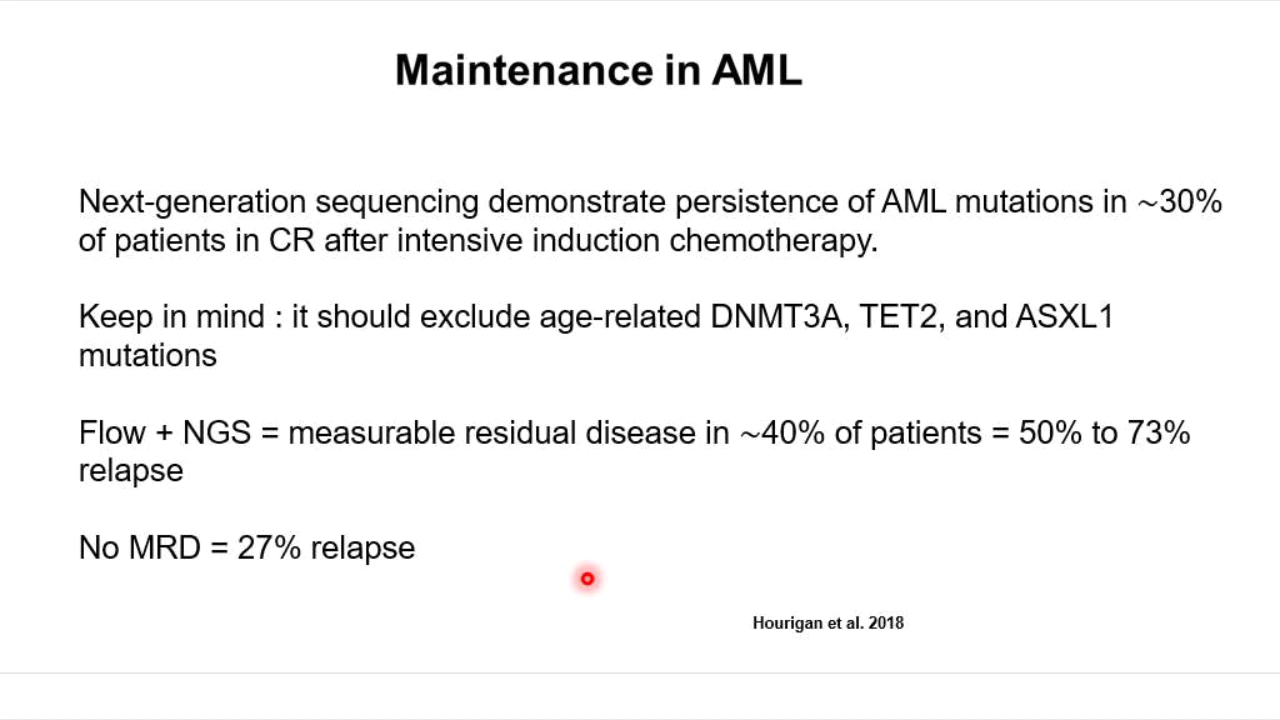 Maintenance in AML
Next-generation sequencing demonstrate persistence of AML mutations in ~30%
of patients in CR after intensive induction chemotherapy.
Keep in mind : it should exclude age-related DNMT3A, TET2, and ASXL1
mutations
Flow + NGS = measurable residual disease in ~40% of patients = 50% to 73%
relapse
No MRD = 27% relapse
Hourigan et al. 2018